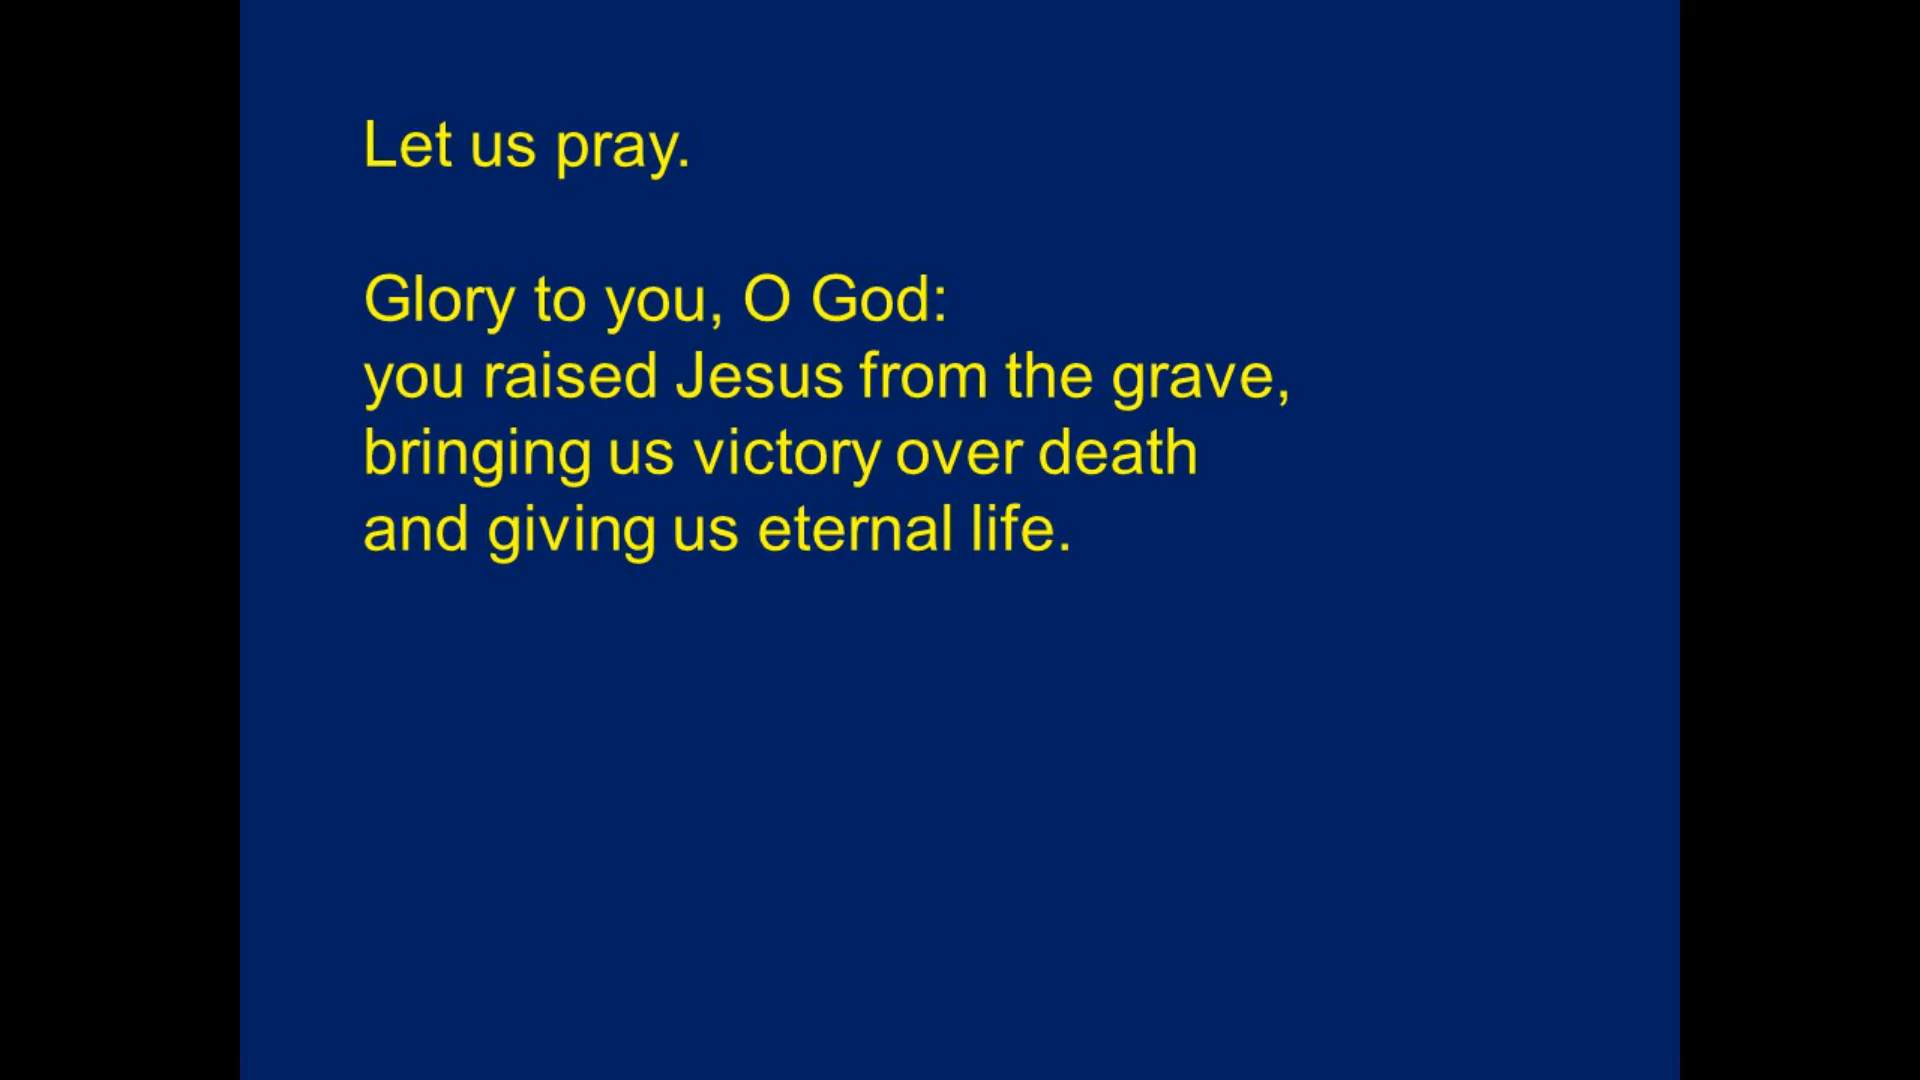 Let us pray.
Glory to you, O God:
you raised Jesus from the grave,
bringing us victory over death
and giving us eternal life.